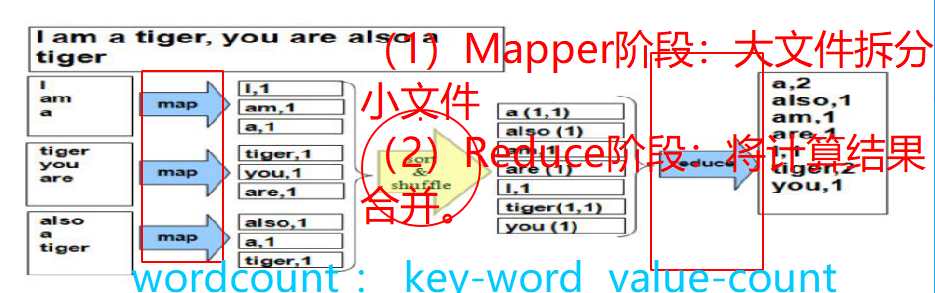 I am a tiger, you are also a
tiger
(1)Mapper阶段：大文件拆分
小文件
(2)Reduce阶段：将计算结果
合并。
I
am
a
map
I,1
am,1
a,1
tiger
you
are
map
tiger,1
you,1
are,1
also
a
tiger
map
also,1
a,1
tiger,1
sort
&
shuffle
a (1,1)
also (1)
am,1
are (1)
I,1
tiger(1,1)
you (1)
reduce
a,2
also,1
am,1
are,1
I,1
tiger,2
you,1
wordcount： key-word value-count